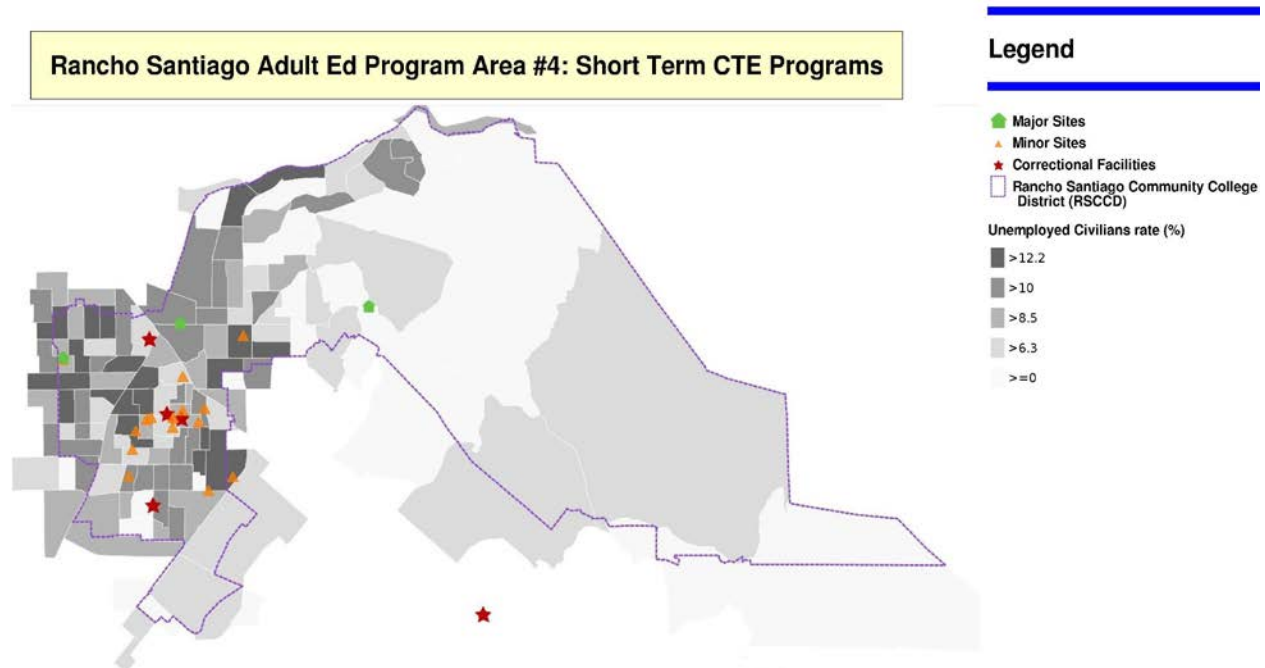 Rancho Santiago Adult Ed Program Area #4: Short Term CTE Programs
Legend
Major Sites
Minor Sites
Correctional Facilities
Rancho Santiago Community College
District (RSCCD)
Unemployed Civilians rate (%)
>12.2
>10
>8.5
>6.3
>=0